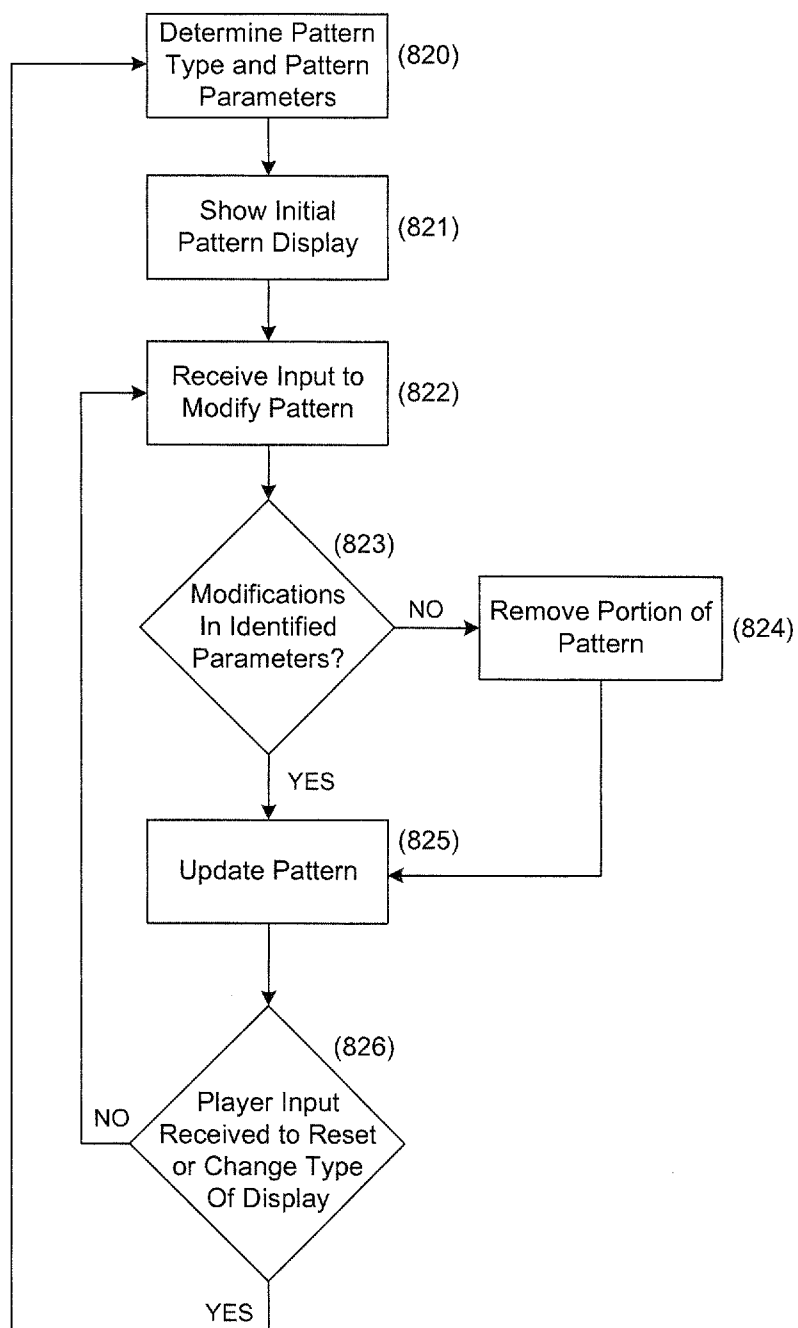 Determine Pattern
Type and Pattern
Parameters
(820)
Show Initial
Pattern Display
(821)
Receive Input to
Modify Pattern
(822)
(823)
Modifications
In Identified
Parameters?
NO
Remove Portion of
Pattern
(824)
YES
(825)
Update Pattern
(826)
Player Input
Received to Reset
or Change Type
Of Display
NO
YES